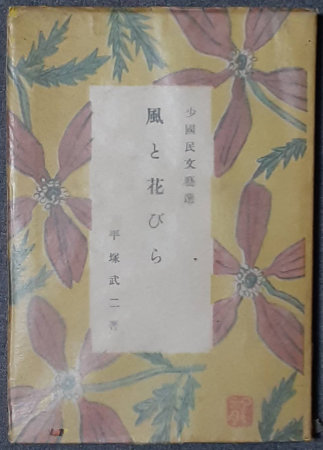 少國民文藝選
風と花びら
平塚武二著